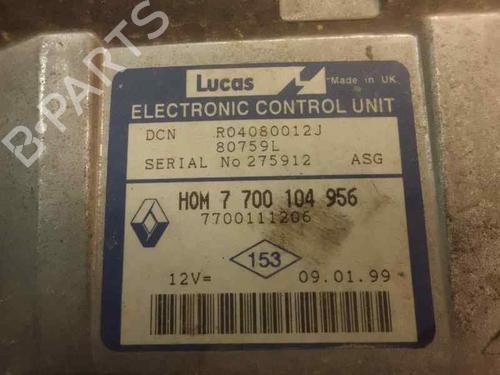 B-PARTS
Lucas
Made in UK
ELECTRONIC CONTROL UNIT
DCN R04080012J
80759L
SERIAL No 275912 ASG
HOM 7 700 104 956
7700111206
153
12V= 09.01.99